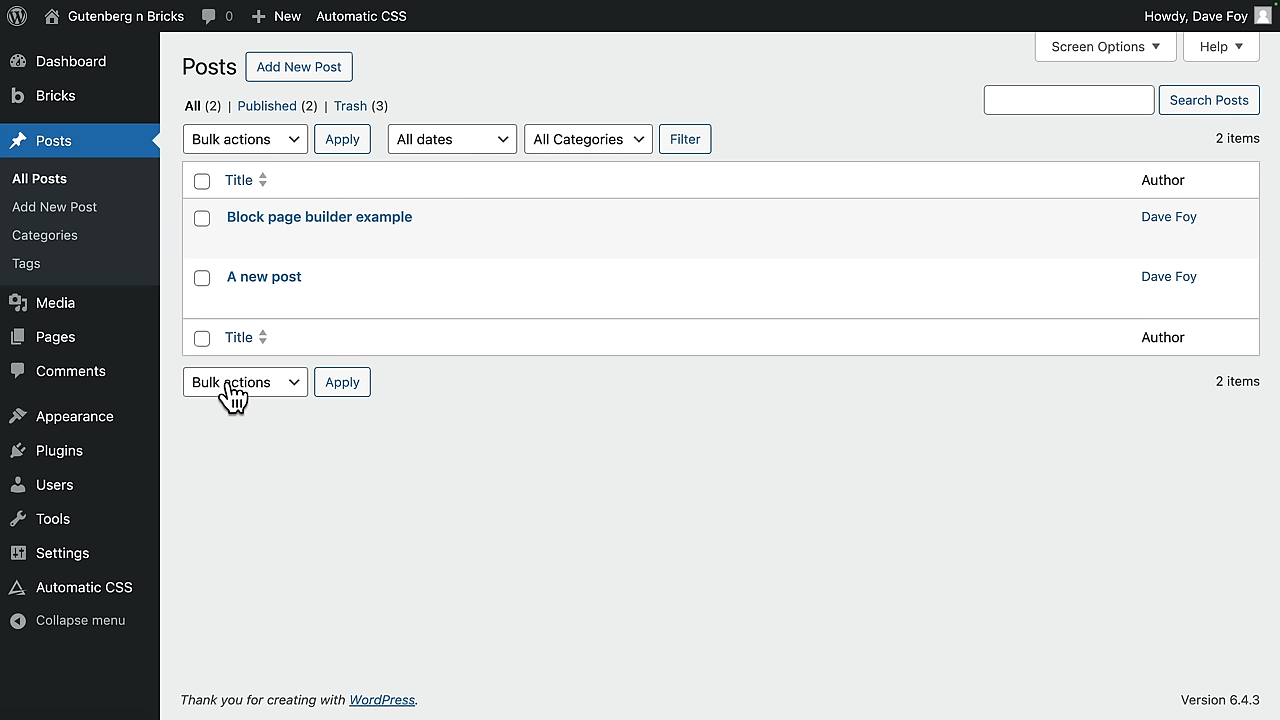 Gutenberg n Bricks 0 New Automatic CSS Howdy, Dave Foy
Dashboard
Bricks
Posts
All Posts
Add New Post
Categories
Tags
Media
Pages
Comments
Appearance
Plugins
Users
Tools
Settings
Automatic CSS
Collapse menu
Screen Options Help
Posts Add New Post
All (2) | Published (2) | Trash (3)
Search Posts
Bulk actions Apply All dates All Categories Filter 2 items
Title Author
Block page builder example Dave Foy
A new post Dave Foy
Title Author
Bulk actions Apply 2 items
Thank you for creating with WordPress. Version 6.4.3